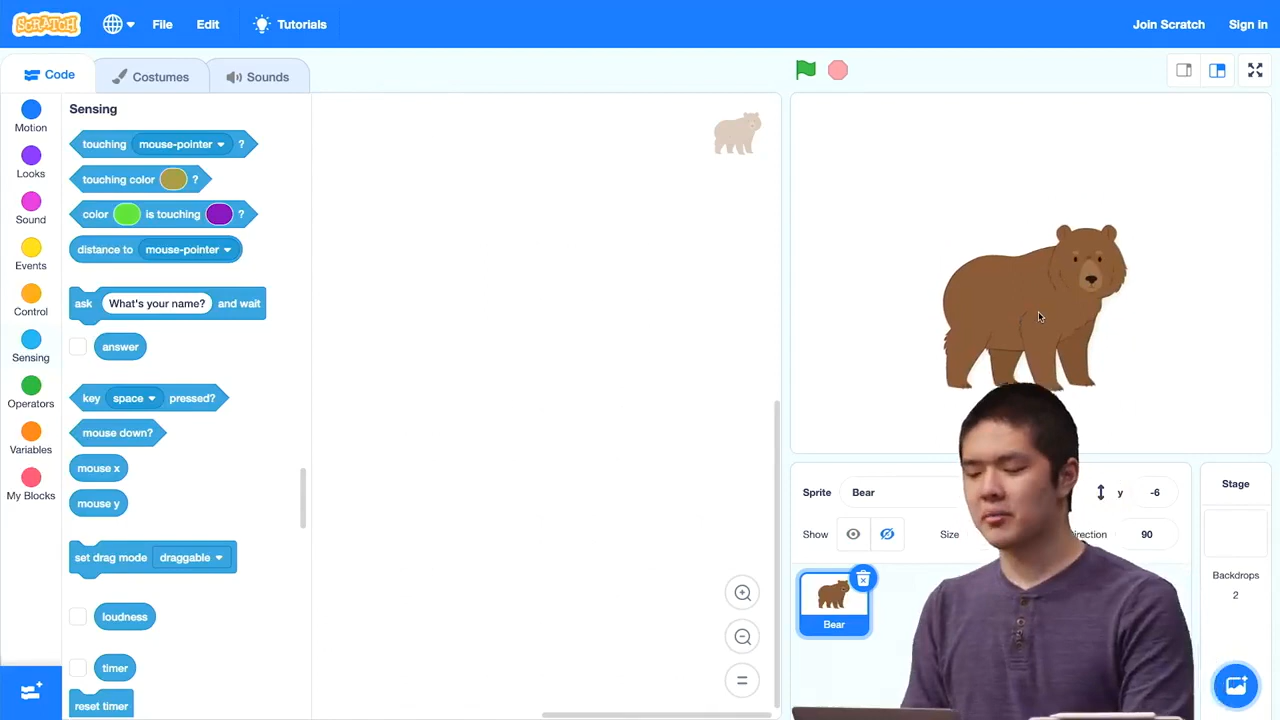 SCRATCH File Edit Tutorials Join Scratch Sign in
Code Costumes Sounds
Motion
Looks
Sound
Events
Control
Sensing
Operators
Variables
My Blocks
Sensing
touching mouse-pointer ?
touching color ?
color is touching ?
distance to mouse-pointer
ask What's your name? and wait
answer
key space pressed?
mouse down?
mouse x
mouse y
set drag mode draggable
loudness
timer
reset timer
Sprite Bear y -6
Show Size Direction 90
Bear
Stage
Backdrops
2